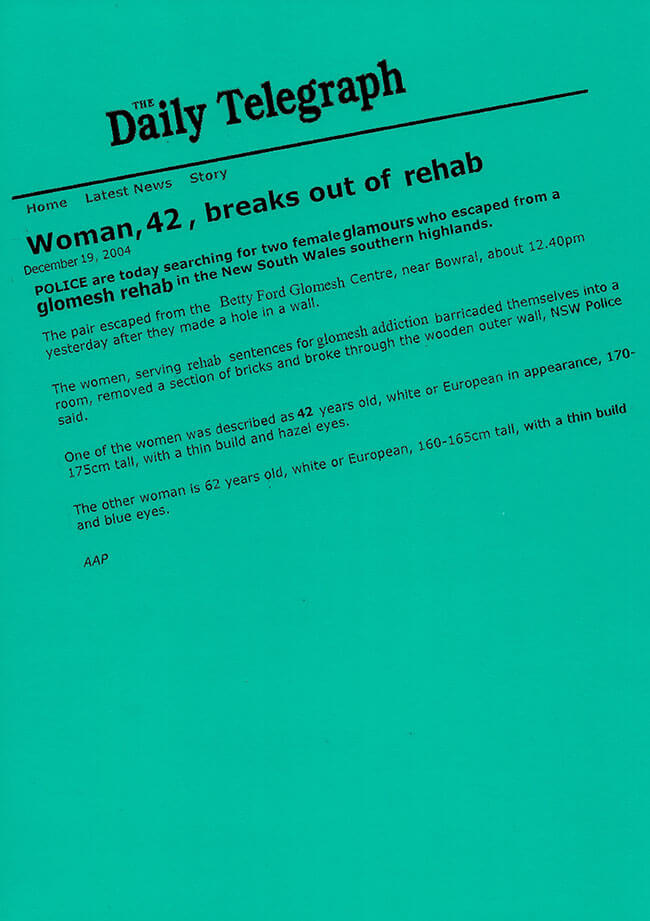 THE
Daily Telegraph
Home Latest News Story
Woman, 42, breaks out of rehab
December 19, 2004
POLICE are today searching for two female glamours who escaped from a
glomesh rehab in the New South Wales southern highlands.
The pair escaped from the Betty Ford Glomesh Centre, near Bowral, about 12.40pm
yesterday after they made a hole in a wall.
The women, serving rehab sentences for glomesh addiction barricaded themselves into a
room, removed a section of bricks and broke through the wooden outer wall, NSW Police
said.
One of the women was described as 42 years old, white or European in appearance, 170-
175cm tall, with a thin build and hazel eyes.
The other woman is 62 years old, white or European, 160-165cm tall, with a thin build
and blue eyes.
AAP